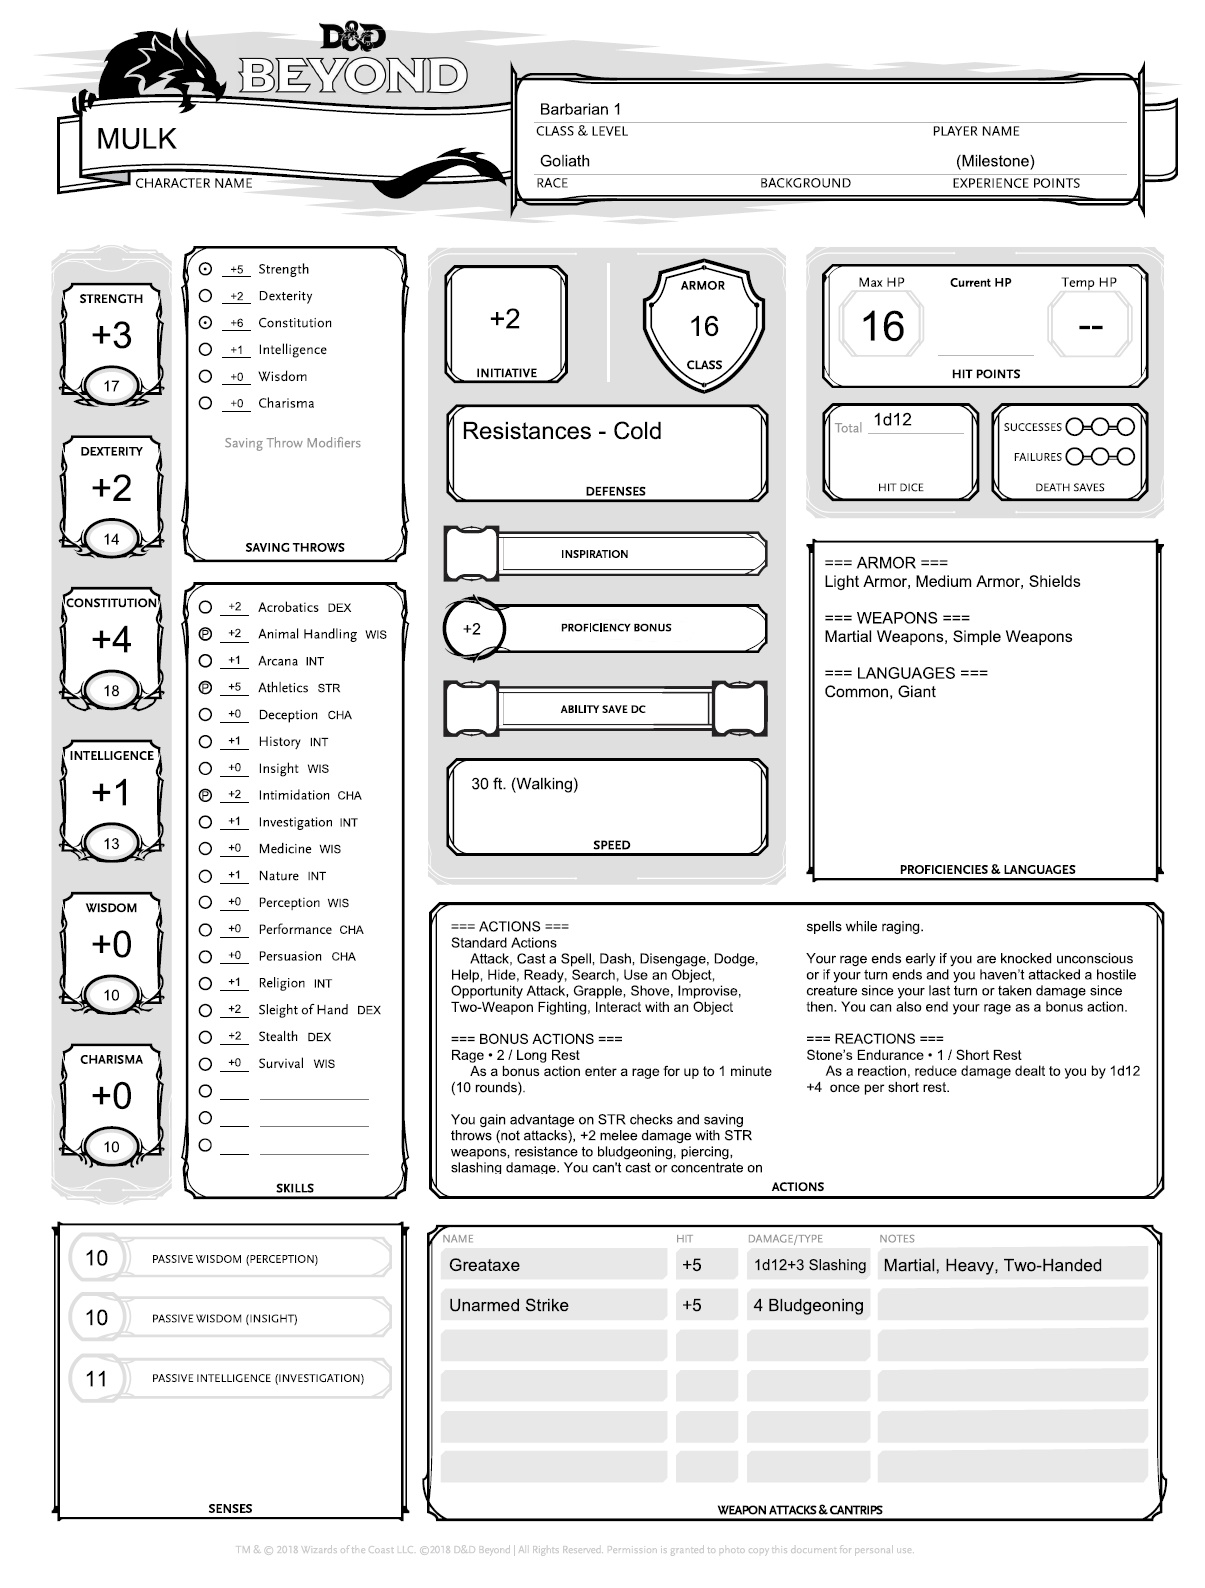 D&D
BEYOND
MULK
CHARACTER NAME
Barbarian 1
CLASS & LEVEL PLAYER NAME
Goliath (Milestone)
RACE BACKGROUND EXPERIENCE POINTS
STRENGTH
+3
17
DEXTERITY
+2
14
CONSTITUTION
+4
18
INTELLIGENCE
+1
13
WISDOM
+0
10
CHARISMA
+0
10
+5 Strength
+2 Dexterity
+6 Constitution
+1 Intelligence
+0 Wisdom
+0 Charisma
Saving Throw Modifiers
SAVING THROWS
+2 Acrobatics DEX
P +2 Animal Handling WIS
+1 Arcana INT
P +5 Athletics STR
+0 Deception CHA
+1 History INT
+0 Insight WIS
P +2 Intimidation CHA
+1 Investigation INT
+0 Medicine WIS
+1 Nature INT
+0 Perception WIS
+0 Performance CHA
+0 Persuasion CHA
+1 Religion INT
+2 Sleight of Hand DEX
+2 Stealth DEX
+0 Survival WIS
SKILLS
+2
INITIATIVE
ARMOR
16
CLASS
Resistances - Cold
DEFENSES
INSPIRATION
+2 PROFICIENCY BONUS
ABILITY SAVE DC
30 ft. (Walking)
SPEED
Max HP Current HP Temp HP
16 --
HIT POINTS
Total 1d12
HIT DICE
SUCCESSES
FAILURES
DEATH SAVES
=== ARMOR ===
Light Armor, Medium Armor, Shields
=== WEAPONS ===
Martial Weapons, Simple Weapons
=== LANGUAGES ===
Common, Giant
PROFICIENCIES & LANGUAGES
=== ACTIONS ===
Standard Actions
Attack, Cast a Spell, Dash, Disengage, Dodge,
Help, Hide, Ready, Search, Use an Object,
Opportunity Attack, Grapple, Shove, Improvise,
Two-Weapon Fighting, Interact with an Object
=== BONUS ACTIONS ===
Rage • 2 / Long Rest
As a bonus action enter a rage for up to 1 minute
(10 rounds).
You gain advantage on STR checks and saving
throws (not attacks), +2 melee damage with STR
weapons, resistance to bludgeoning, piercing,
slashing damage. You can't cast or concentrate on
spells while raging.
Your rage ends early if you are knocked unconscious
or if your turn ends and you haven't attacked a hostile
creature since your last turn or taken damage since
then. You can also end your rage as a bonus action.
=== REACTIONS ===
Stone's Endurance • 1 / Short Rest
As a reaction, reduce damage dealt to you by 1d12
+4 once per short rest.
ACTIONS
10 PASSIVE WISDOM (PERCEPTION)
10 PASSIVE WISDOM (INSIGHT)
11 PASSIVE INTELLIGENCE (INVESTIGATION)
SENSES
NAME HIT DAMAGE/TYPE NOTES
Greataxe +5 1d12+3 Slashing Martial, Heavy, Two-Handed
Unarmed Strike +5 4 Bludgeoning
WEAPON ATTACKS & CANTRIPS
TM & © 2018 Wizards of the Coast LLC. ©2018 D&D Beyond | All Rights Reserved. Permission is granted to photo copy this document for personal use.